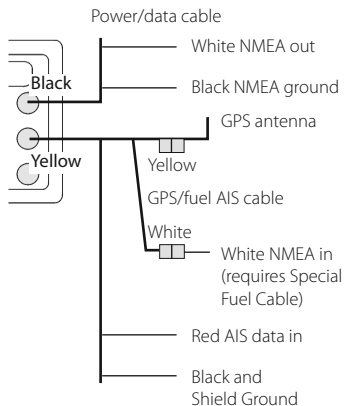 Power/data cable
White NMEA out
Black
Black NMEA ground
GPS antenna
Yellow
Yellow
GPS/fuel AIS cable
White
White NMEA in
(requires Special
Fuel Cable)
Red AIS data in
Black and
Shield Ground